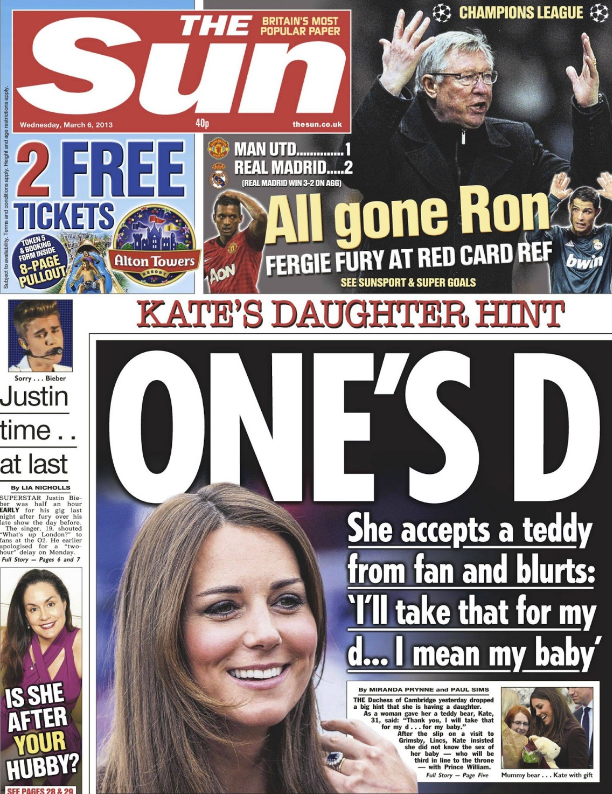 CHAMPIONS LEAGUE
THE
Sun
BRITAIN'S MOST
POPULAR PAPER
Wednesday, March 6, 2013
40p
thesun.co.uk
Subject to availability. Terms and conditions apply. Height and age restrictions apply.
2 FREE
TICKETS
TOKEN 5
& BOOKING
FORM INSIDE
8-PAGE
PULLOUT
Alton Towers
MAN UTD.............1
REAL MADRID.....2
(REAL MADRID WIN 3-2 ON AGG)
AON
bwin
All gone Ron
FERGIE FURY AT RED CARD REF
SEE SUNSPORT & SUPER GOALS
KATE'S DAUGHTER HINT
Sorry . . . Bieber
Justin
time . .
at last
By LIA NICHOLLS
SUPERSTAR Justin Bie-
ber was half an hour
EARLY for his gig last
night after fury over his
late show the day before.
The singer, 19, shouted
"What's up London?" to
fans at the O2. He earlier
apologised for a "two-
hour" delay on Monday.
Full Story — Pages 6 and 7
IS SHE
AFTER
YOUR
HUBBY?
SEE PAGES 28 & 29
ONE'S D
She accepts a teddy
from fan and blurts:
'I'll take that for my
d... I mean my baby'
By MIRANDA PRYNNE and PAUL SIMS
THE Duchess of Cambridge yesterday dropped
a big hint that she is having a daughter.
As a woman gave her a teddy bear, Kate,
31, said: "Thank you, I will take that
for my d . . . for my baby."
After the slip on a visit to
Grimsby, Lincs, Kate insisted
she did not know the sex of
her baby — who will be
third in line to the throne
— with Prince William.
Full Story — Page Five
Mummy bear . . . Kate with gift